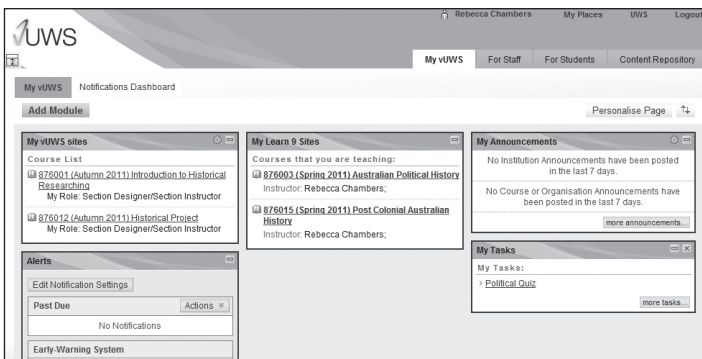 Rebecca Chambers My Places UWS Logout
vUWS
My vUWS For Staff For Students Content Repository
My vUWS Notifications Dashboard
Add Module
Personalise Page
My vUWS sites
Course List
876001 (Autumn 2011) Introduction to Historical
Researching
My Role: Section Designer/Section Instructor
876012 (Autumn 2011) Historical Project
My Role: Section Designer/Section Instructor
Alerts
Edit Notification Settings
Past Due Actions
No Notifications
Early-Warning System
My Learn 9 Sites
Courses that you are teaching:
876003 (Spring 2011) Australian Political History
Instructor: Rebecca Chambers;
876015 (Spring 2011) Post Colonial Australian
History
Instructor: Rebecca Chambers;
My Announcements
No Institution Announcements have been posted
in the last 7 days.
No Course or Organisation Announcements have
been posted in the last 7 days.
more announcements...
My Tasks
My Tasks:
> Political Quiz
more tasks...